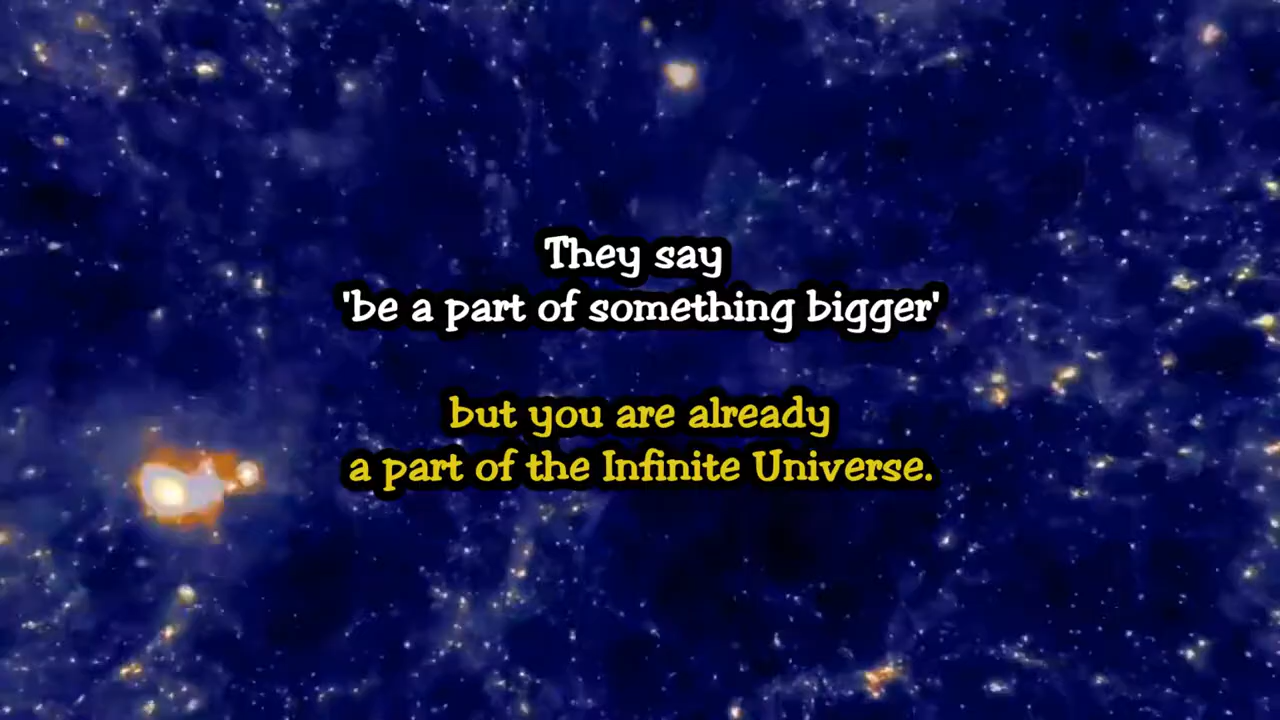 They say
'be a part of something bigger'
but you are already
a part of the Infinite Universe.